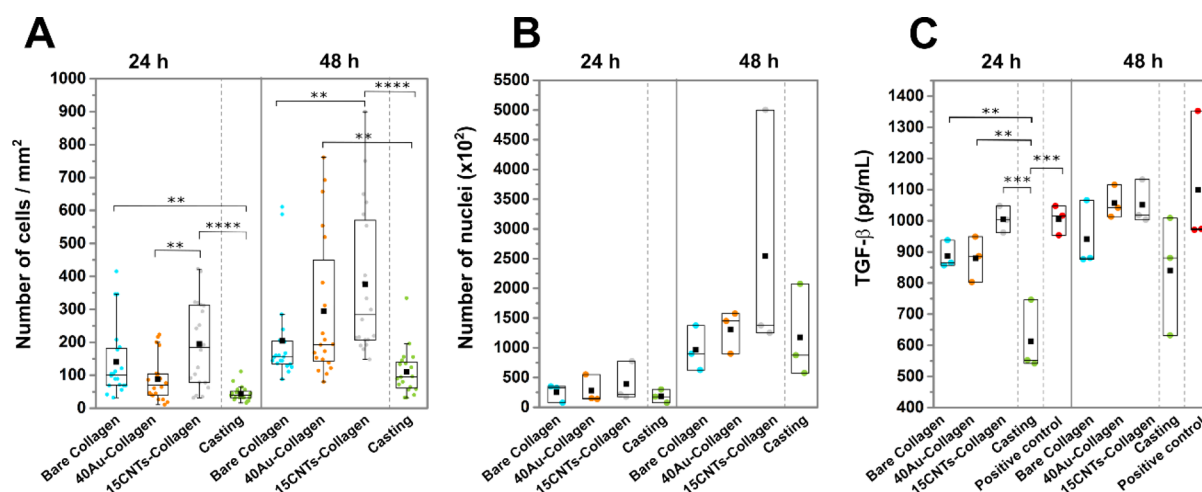 A
24 h
48 h
Number of cells / mm²
1000
900
800
700
600
500
400
300
200
100
0
**
**
****
**
****
**
Bare Collagen
40Au-Collagen
15CNTs-Collagen
Casting
Bare Collagen
40Au-Collagen
15CNTs-Collagen
Casting
B
24 h
48 h
Number of nuclei (x10²)
5500
5000
4500
4000
3500
3000
2500
2000
1500
1000
500
0
Bare Collagen
40Au-Collagen
15CNTs-Collagen
Casting
Bare Collagen
40Au-Collagen
15CNTs-Collagen
Casting
C
24 h
48 h
TGF-β (pg/mL)
1400
1300
1200
1100
1000
900
800
700
600
500
400
**
**
***
***
Bare Collagen
40Au-Collagen
15CNTs-Collagen
Casting
Positive control
Bare Collagen
40Au-Collagen
15CNTs-Collagen
Casting
Positive control